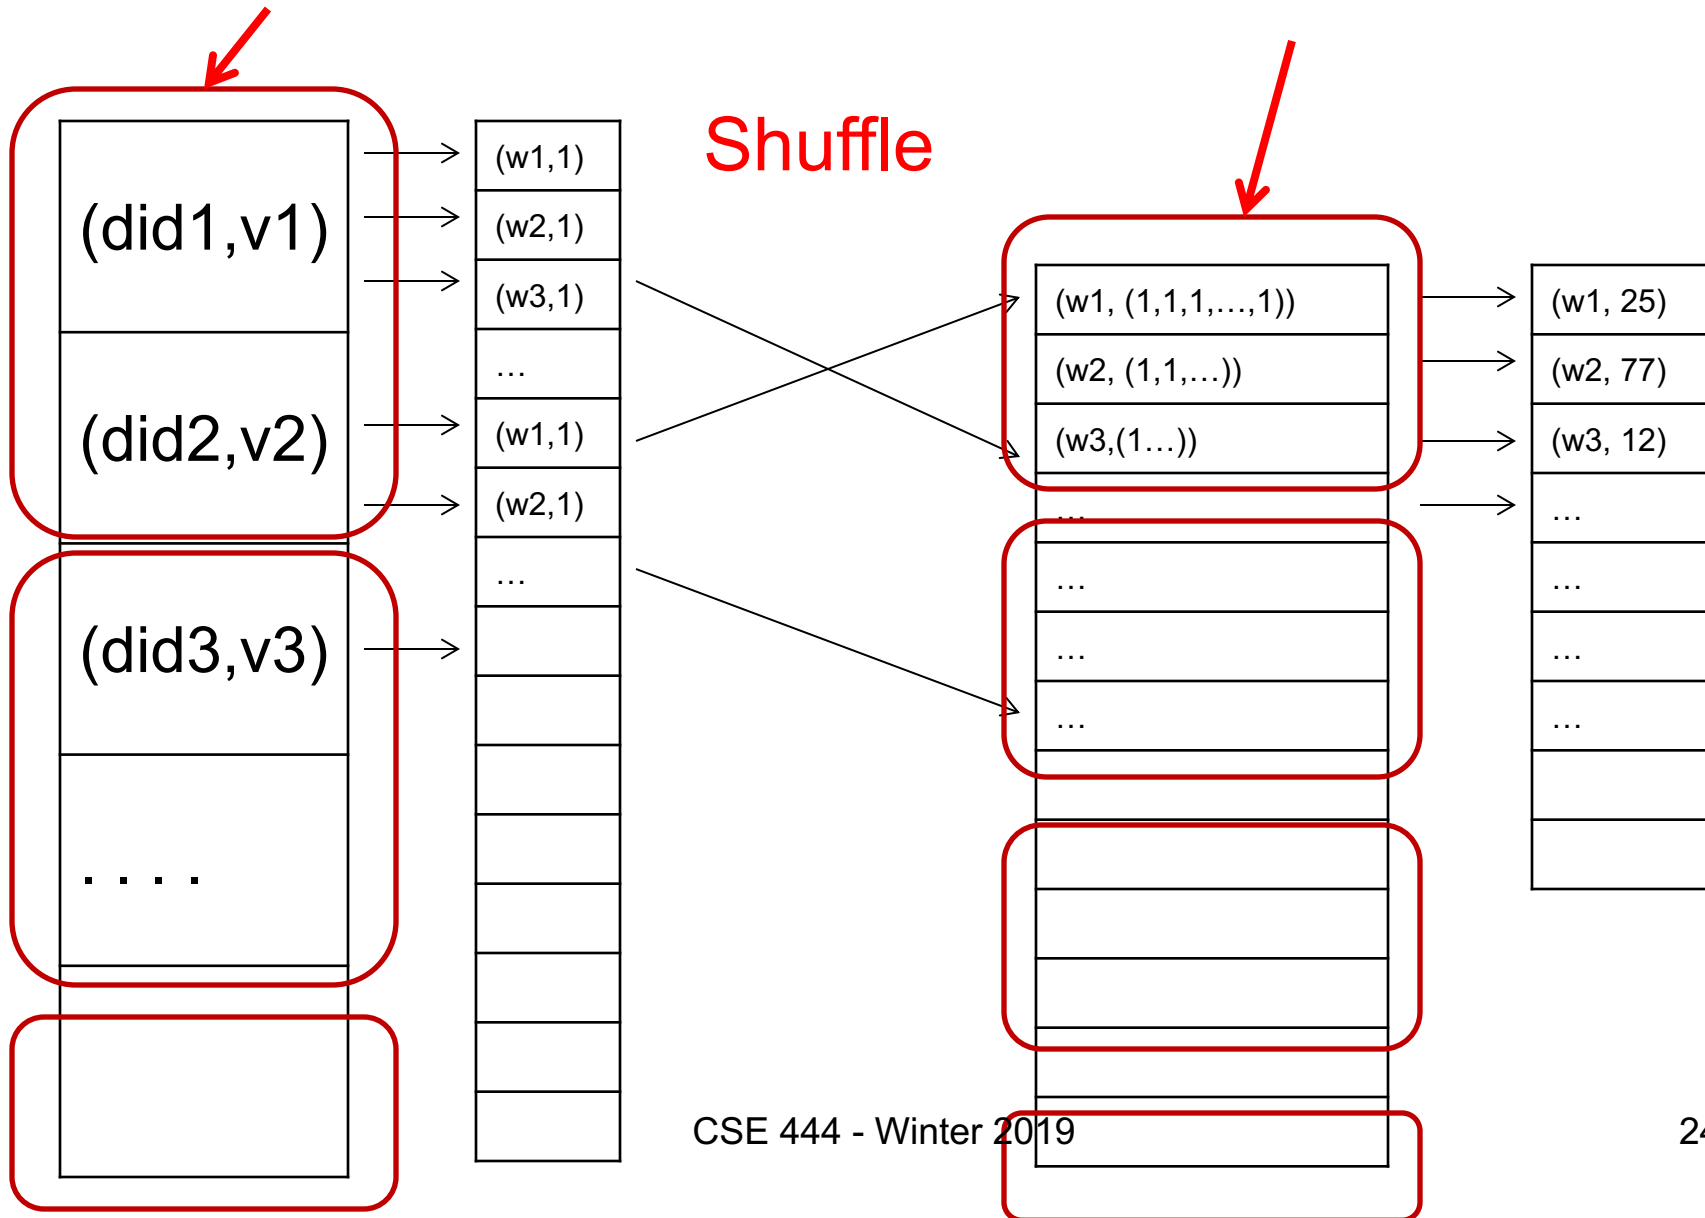 Shuffle
(did1,v1)
(did2,v2)
(did3,v3)
. . . .
(w1,1)
(w2,1)
(w3,1)
…
(w1,1)
(w2,1)
…
(w1, (1,1,1,…,1))
(w2, (1,1,…))
(w3,(1…))
…
…
…
…
(w1, 25)
(w2, 77)
(w3, 12)
…
…
…
…
CSE 444 - Winter 2019
24